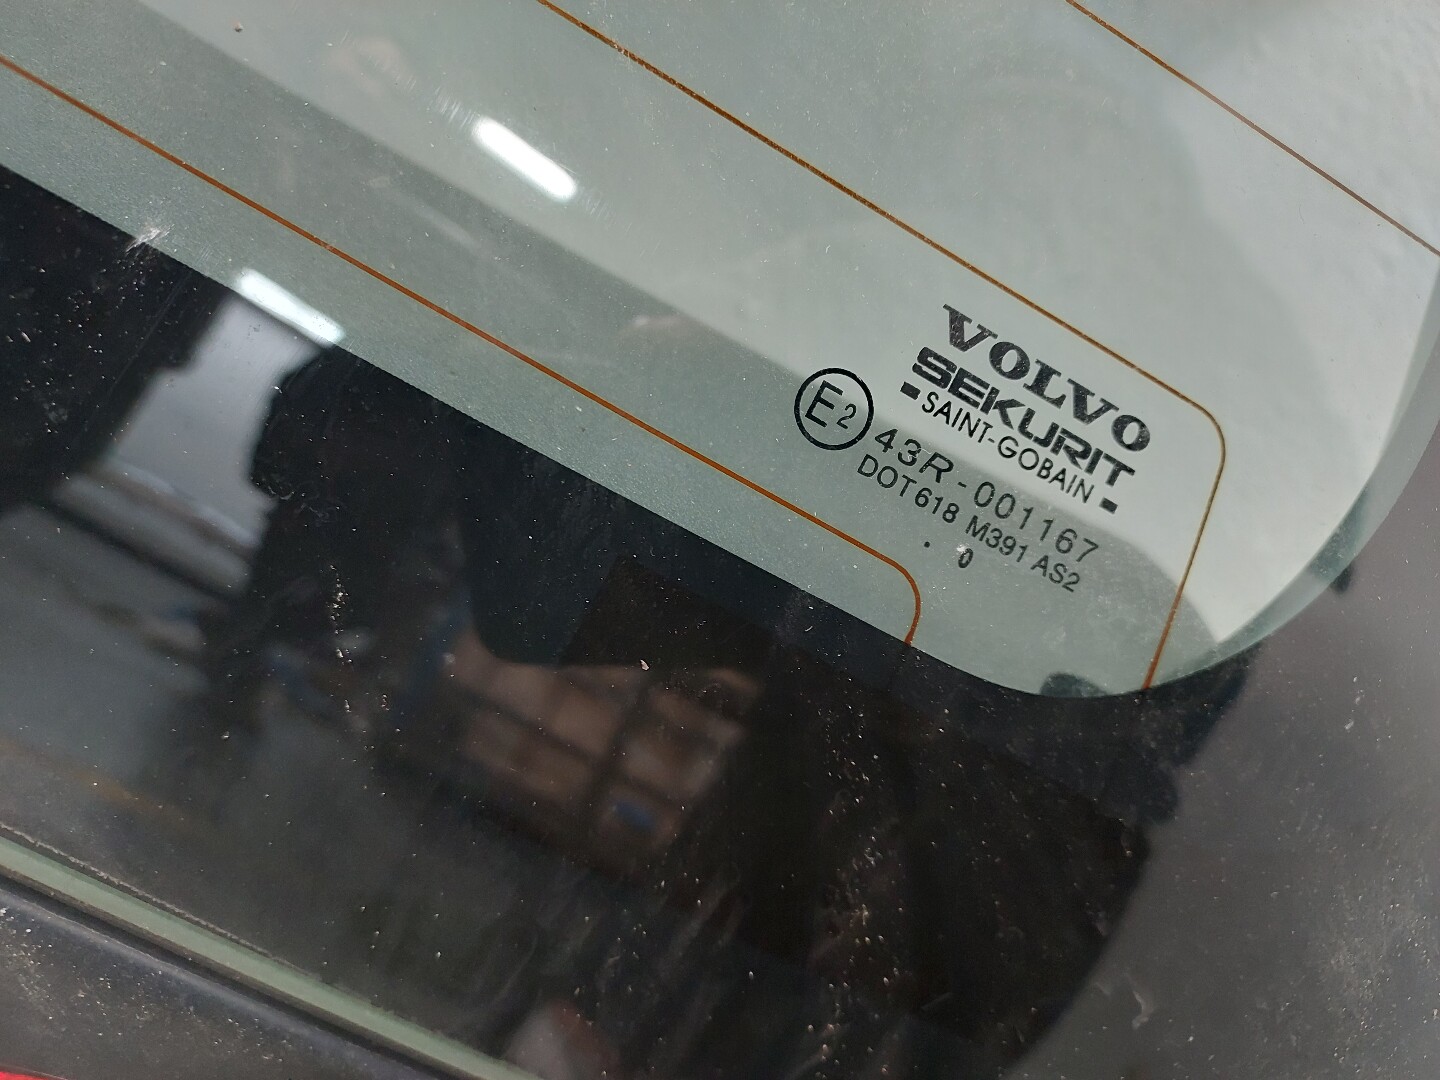 VOLVO
SEKURIT
SAINT-GOBAIN
E2 43R-001167
DOT618 M391 AS2
. 0